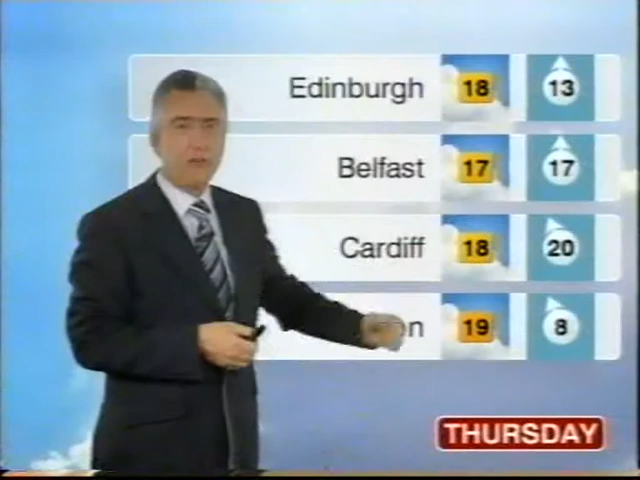 Edinburgh 18 13
Belfast 17 17
Cardiff 18 20
on 19 8
THURSDAY